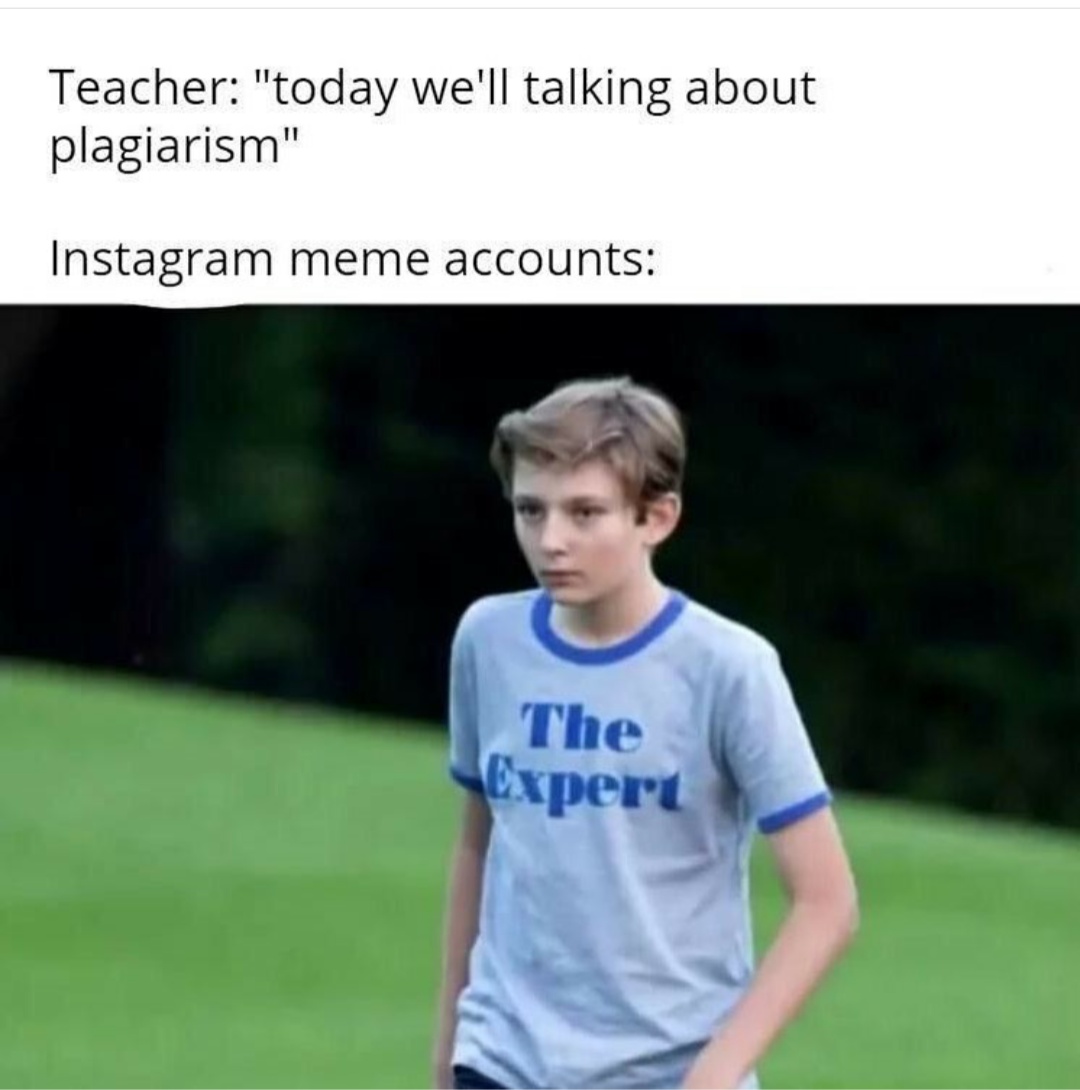 Teacher: "today we'll talking about
plagiarism"
Instagram meme accounts:
The
Expert